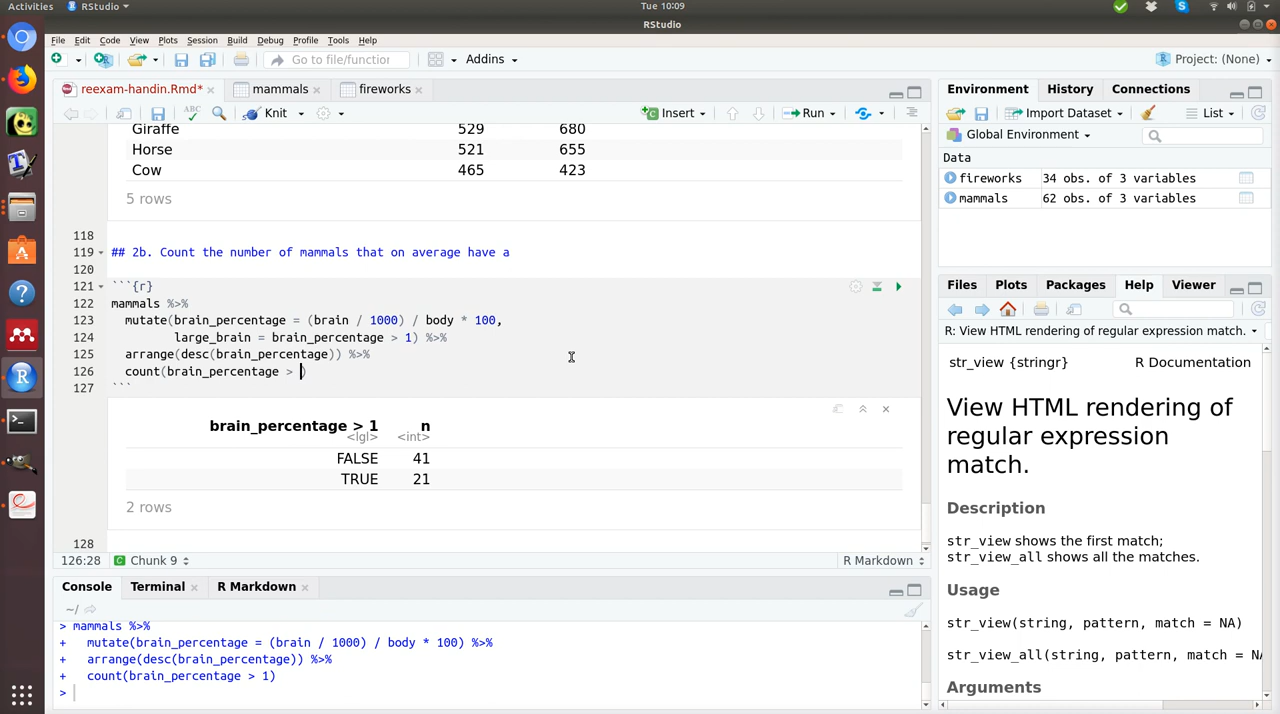 Activities RStudio Tue 10:09
RStudio
File Edit Code View Plots Session Build Debug Profile Tools Help
Go to file/function Addins Project: (None)
reexam-handin.Rmd* mammals fireworks
ABC Knit Insert Run
Giraffe 529 680
Horse 521 655
Cow 465 423
5 rows
118
119 ## 2b. Count the number of mammals that on average have a
120
121 ```{r}
122 mammals %>%
123 mutate(brain_percentage = (brain / 1000) / body * 100,
124 large_brain = brain_percentage > 1) %>%
125 arrange(desc(brain_percentage)) %>%
126 count(brain_percentage > )
127 ```
brain_percentage > 1 n
<lgl> <int>
FALSE 41
TRUE 21
2 rows
128
126:28 Chunk 9 R Markdown
Console Terminal R Markdown
~/
> mammals %>%
+ mutate(brain_percentage = (brain / 1000) / body * 100) %>%
+ arrange(desc(brain_percentage)) %>%
+ count(brain_percentage > 1)
>
Environment History Connections
Import Dataset List
Global Environment
Data
fireworks 34 obs. of 3 variables
mammals 62 obs. of 3 variables
Files Plots Packages Help Viewer
R: View HTML rendering of regular expression match.
str_view {stringr} R Documentation
View HTML rendering of
regular expression
match.
Description
str_view shows the first match;
str_view_all shows all the matches.
Usage
str_view(string, pattern, match = NA)
str_view_all(string, pattern, match = NA
Arguments